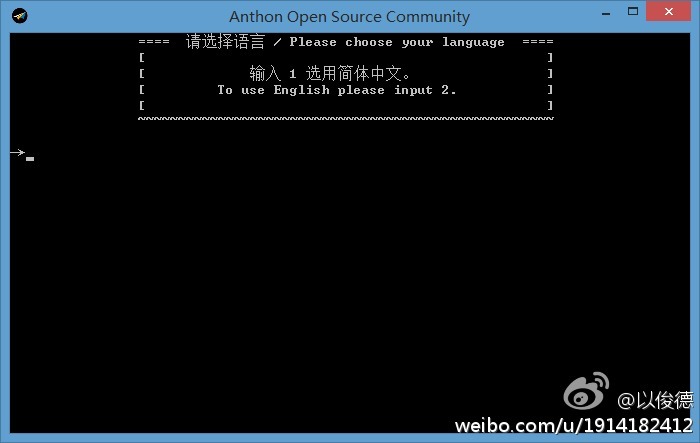 Anthon Open Source Community
==== 请选择语言 / Please choose your language ====
[ ]
[ 输入 1 选用简体中文。 ]
[ To use English please input 2. ]
[ ]
~~~~~~~~~~~~~~~~~~~~~~~~~~~~~~~~~~~~~~~~~~~~~~~~~~~~
->_
@以俊德
weibo.com/u/1914182412